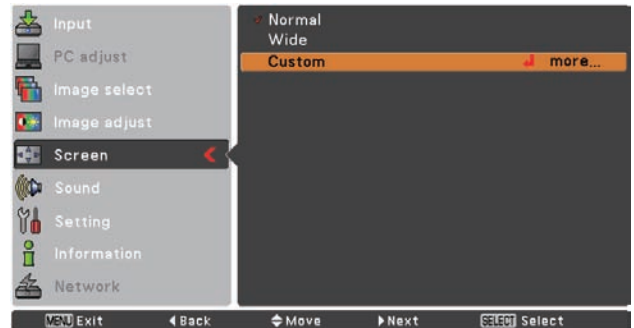 Input
PC adjust
Image select
Image adjust
Screen
Sound
Setting
Information
Network
Normal
Wide
Custom more...
MENU Exit Back Move Next SELECT Select